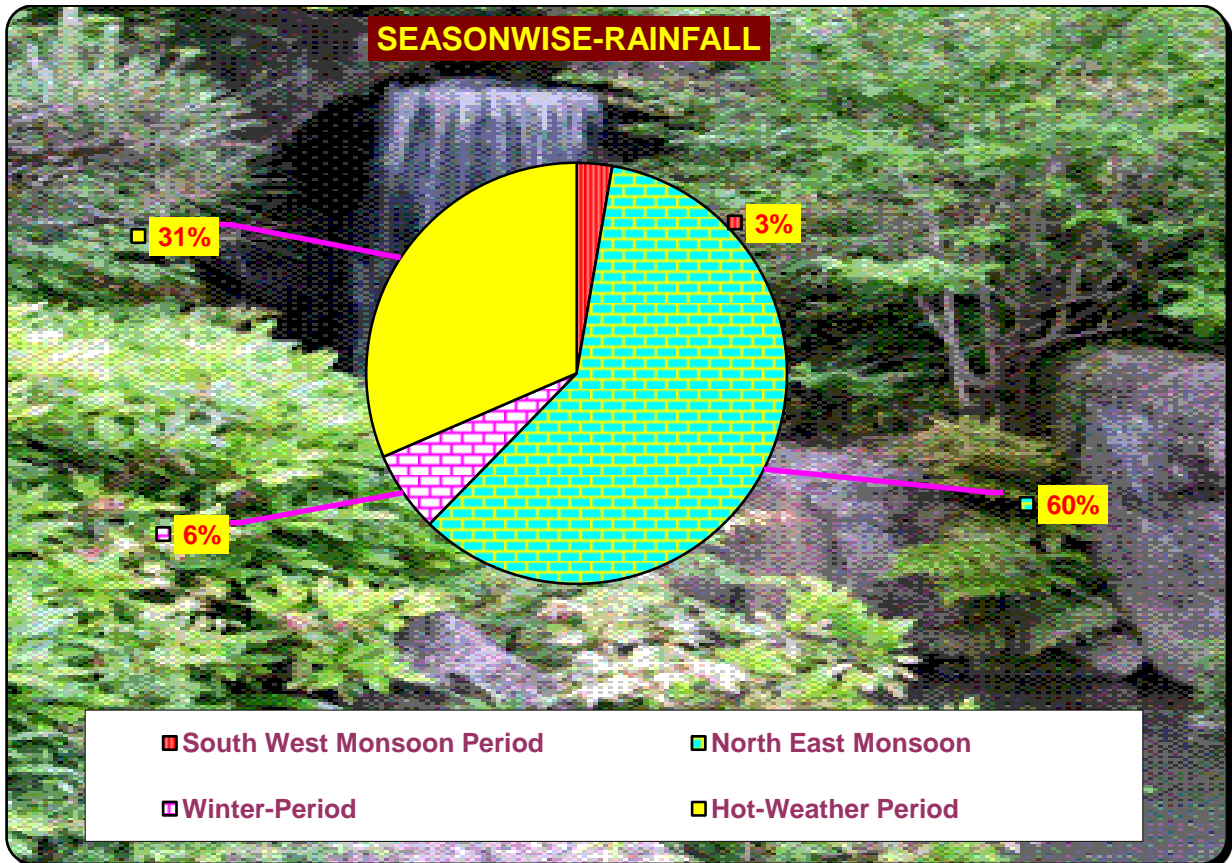 SEASONWISE-RAINFALL
3%
31%
60%
6%
South West Monsoon Period
North East Monsoon
Winter-Period
Hot-Weather Period